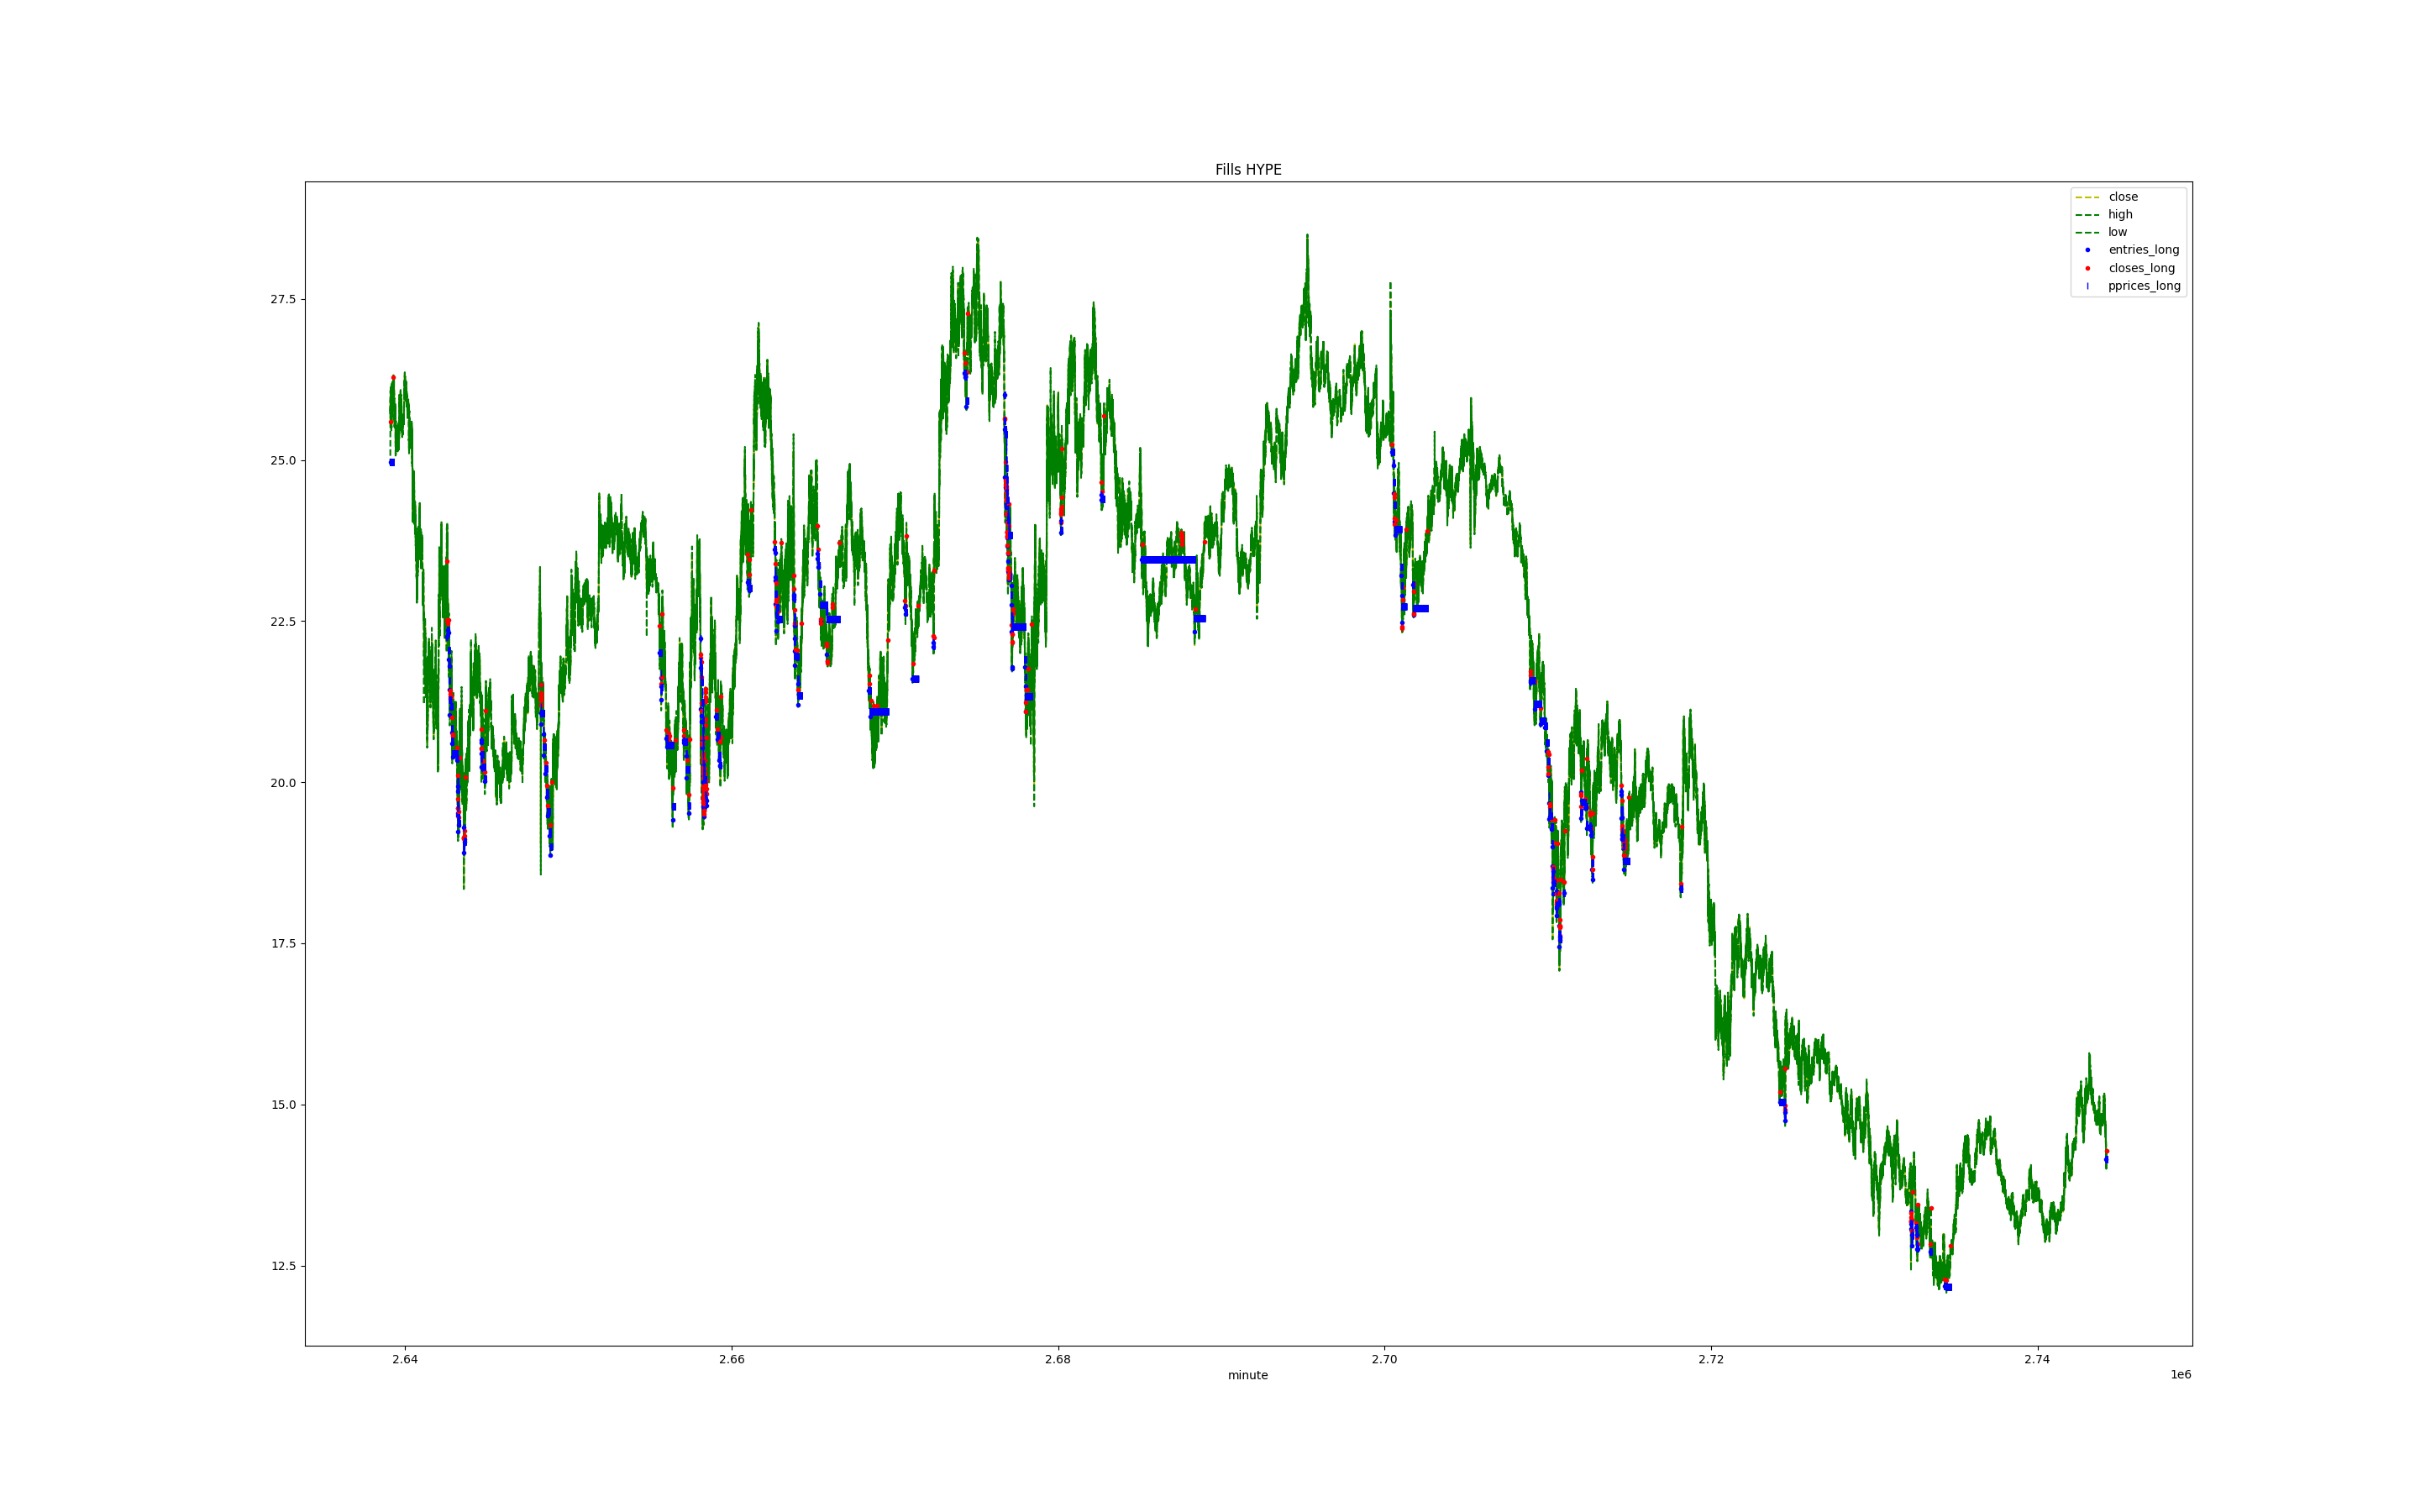 Fills HYPE
close
high
low
entries_long
closes_long
pprices_long
27.5
25.0
22.5
20.0
17.5
15.0
12.5
2.64
2.66
2.68
2.70
2.72
2.74
minute
1e6